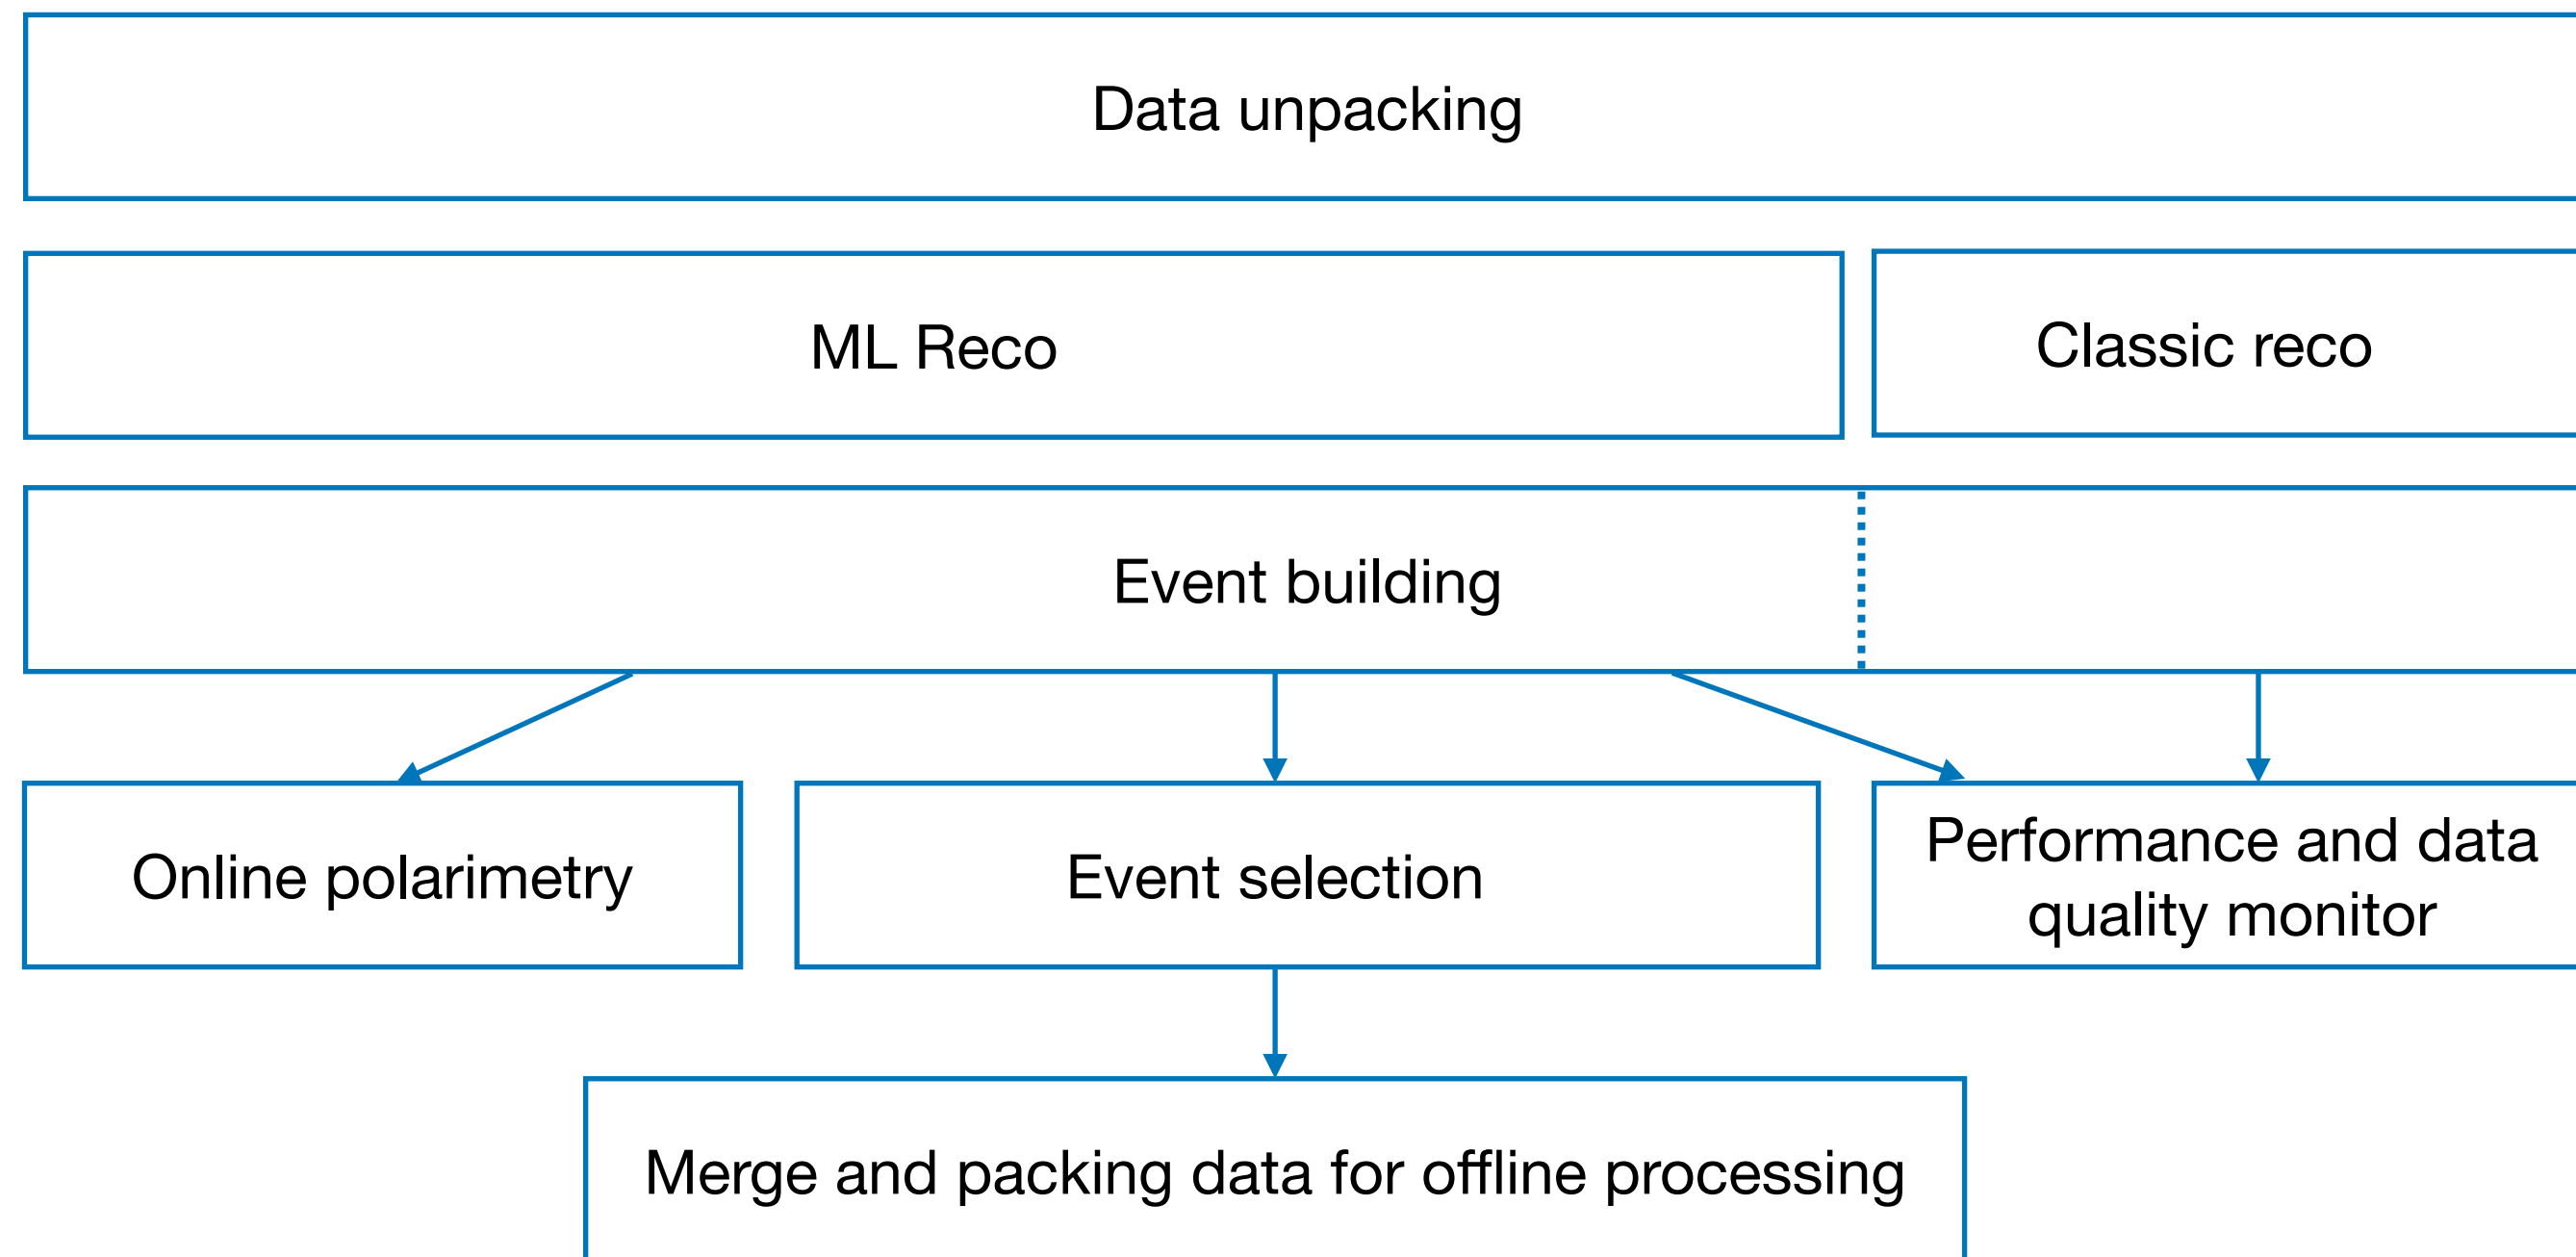 Data unpacking
ML Reco
Classic reco
Event building
Online polarimetry
Event selection
Performance and data
quality monitor
Merge and packing data for offline processing